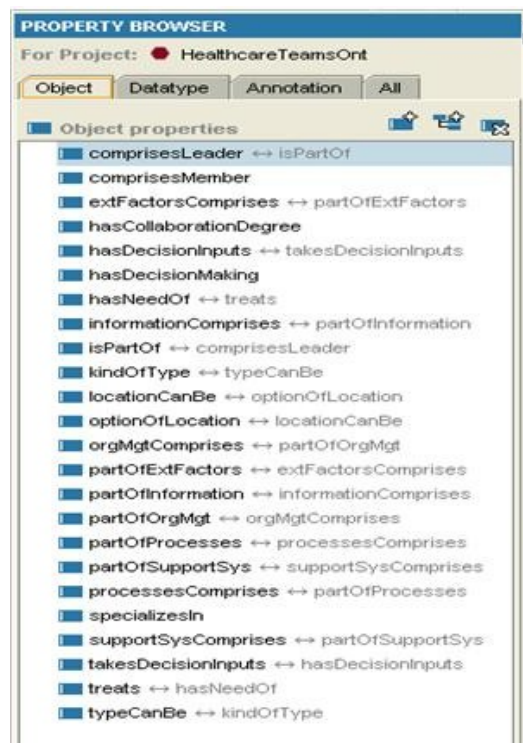 PROPERTY BROWSER
For Project: HealthcareTeamsOnt
Object Datatype Annotation All
Object properties
comprisesLeader ↔ isPartOf
comprisesMember
extFactorsComprises ↔ partOfExtFactors
hasCollaborationDegree
hasDecisionInputs ↔ takesDecisionInputs
hasDecisionMaking
hasNeedOf ↔ treats
informationComprises ↔ partOfInformation
isPartOf ↔ comprisesLeader
kindOfType ↔ typeCanBe
locationCanBe ↔ optionOfLocation
optionOfLocation ↔ locationCanBe
orgMgtComprises ↔ partOfOrgMgt
partOfExtFactors ↔ extFactorsComprises
partOfInformation ↔ informationComprises
partOfOrgMgt ↔ orgMgtComprises
partOfProcesses ↔ processesComprises
partOfSupportSys ↔ supportSysComprises
processesComprises ↔ partOfProcesses
specializesIn
supportSysComprises ↔ partOfSupportSys
takesDecisionInputs ↔ hasDecisionInputs
treats ↔ hasNeedOf
typeCanBe ↔ kindOfType